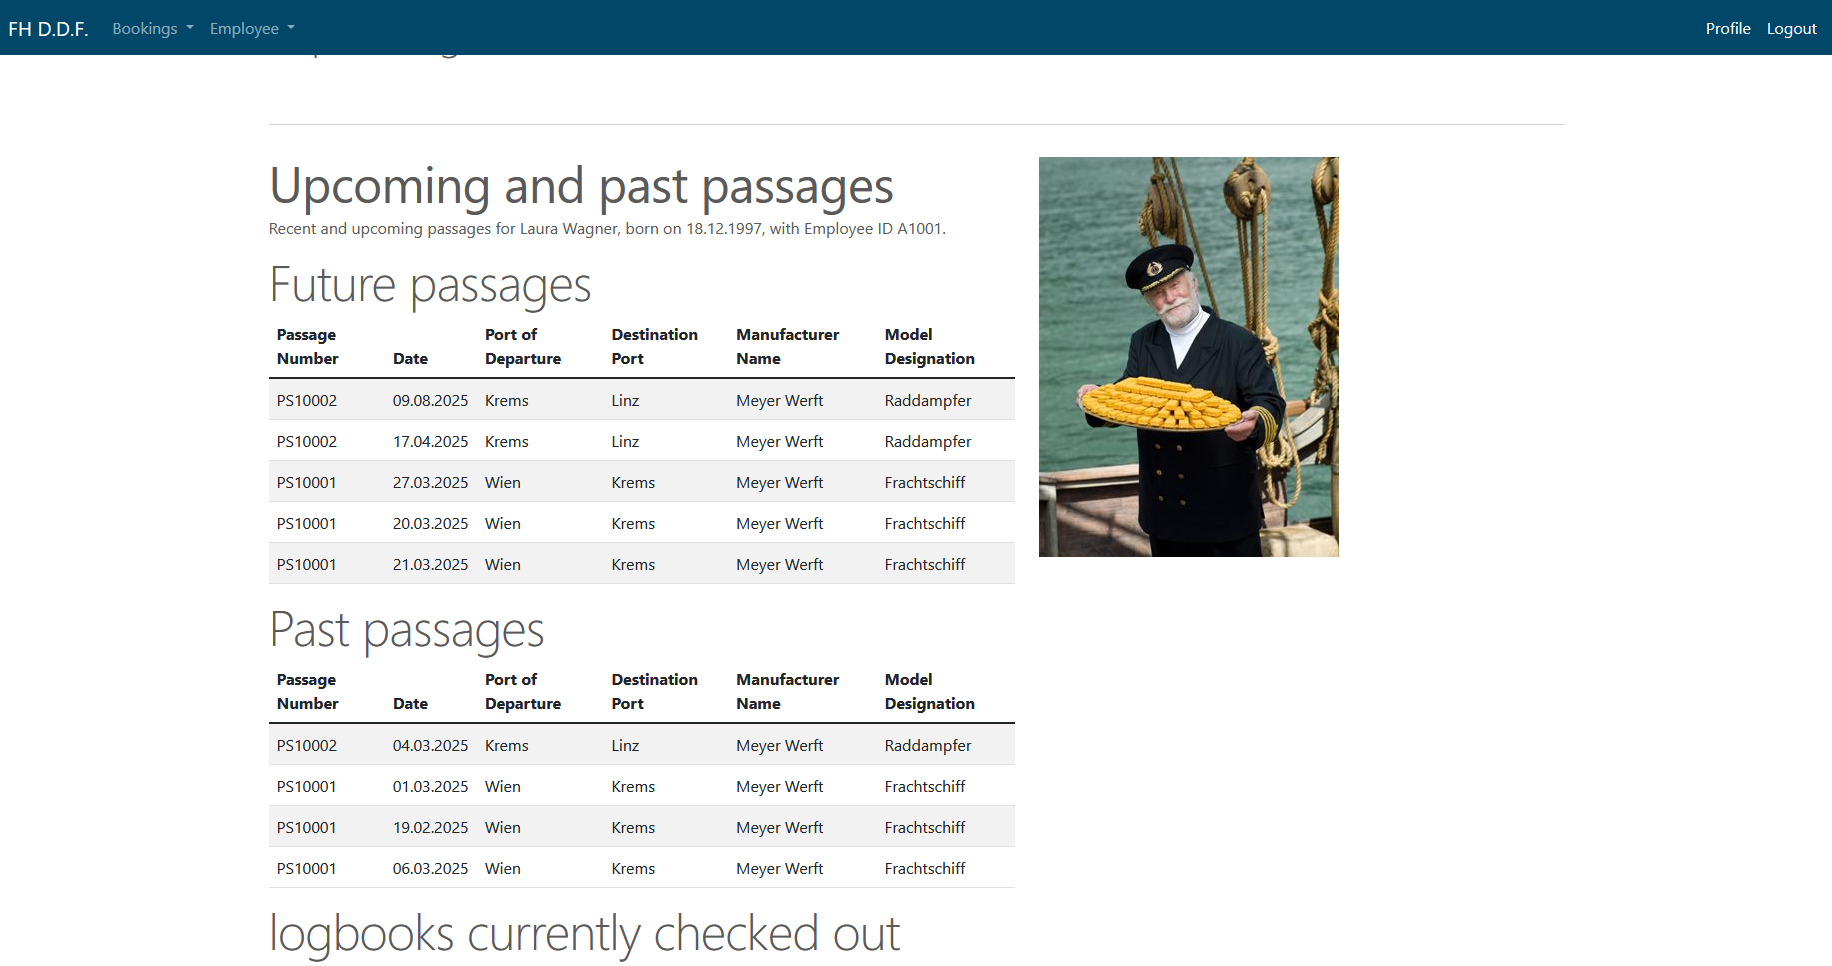 FH D.D.F. Bookings Employee Profile Logout
Upcoming and past passages
Recent and upcoming passages for Laura Wagner, born on 18.12.1997, with Employee ID A1001.
Future passages
Passage Number Date Port of Departure Destination Port Manufacturer Name Model Designation
PS10002 09.08.2025 Krems Linz Meyer Werft Raddampfer
PS10002 17.04.2025 Krems Linz Meyer Werft Raddampfer
PS10001 27.03.2025 Wien Krems Meyer Werft Frachtschiff
PS10001 20.03.2025 Wien Krems Meyer Werft Frachtschiff
PS10001 21.03.2025 Wien Krems Meyer Werft Frachtschiff
Past passages
Passage Number Date Port of Departure Destination Port Manufacturer Name Model Designation
PS10002 04.03.2025 Krems Linz Meyer Werft Raddampfer
PS10001 01.03.2025 Wien Krems Meyer Werft Frachtschiff
PS10001 19.02.2025 Wien Krems Meyer Werft Frachtschiff
PS10001 06.03.2025 Wien Krems Meyer Werft Frachtschiff
logbooks currently checked out